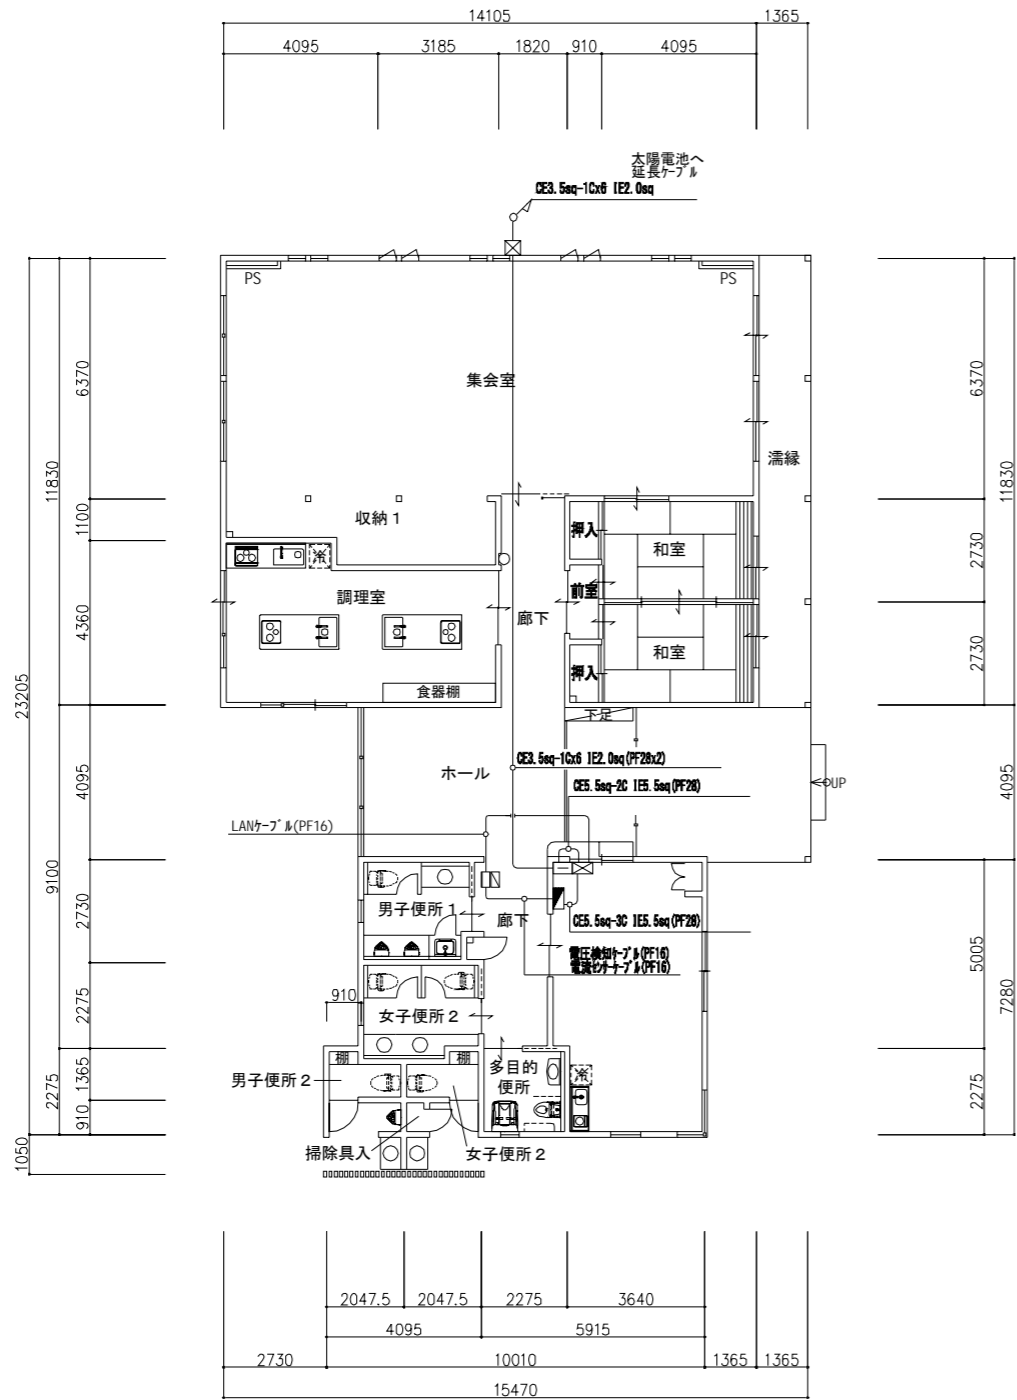 14105
1365
4095
3185
1820
910
4095
太陽電池へ
延長ケーブル
CE3.5sq-1Cx6 IE2.0sq
PS
PS
集会室
濡縁
6370
11830
1100
4360
23205
4095
9100
2730
2275
2275
1365
910
1050
6370
11830
2730
2730
4095
5005
7280
2275
収納1
押入
和室
調理室
前室
廊下
和室
押入
食器棚
下足
CE3.5sq-1Cx6 IE2.0sq(PF28x2)
ホール
CE5.5sq-2C IE5.5sq(PF28)
UP
LANケーブル(PF16)
男子便所1
廊下
CE5.5sq-3C IE5.5sq(PF28)
電圧検知ケーブル(PF16)
電流センサーケーブル(PF16)
910
女子便所2
棚
棚
多目的
便所
男子便所2
掃除具入
女子便所2
2047.5
2047.5
2275
3640
4095
5915
2730
10010
1365
1365
15470